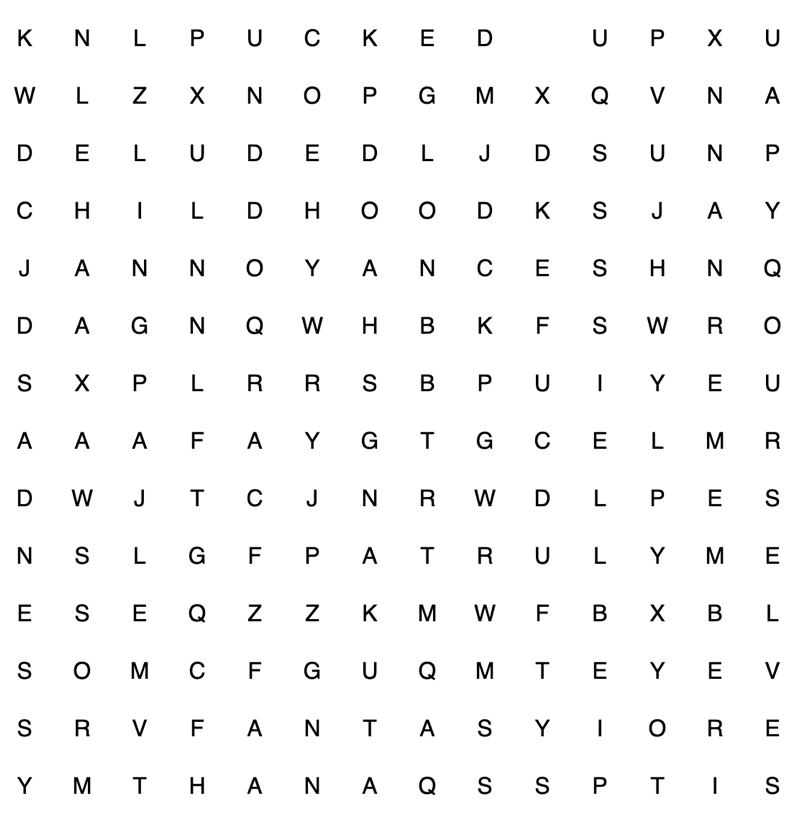 K N L P U C K E D U P X U
W L Z X N O P G M X Q V N A
D E L U D E D L J D S U N P
C H I L D H O O D K S J A Y
J A N N O Y A N C E S H N Q
D A G N Q W H B K F S W R O
S X P L R R S B P U I Y E U
A A A F A Y G T G C E L M R
D W J T C J N R W D L P E S
N S L G F P A T R U L Y M E
E S E Q Z Z K M W F B X B L
S O M C F G U Q M T E Y E V
S R V F A N T A S Y I O R E
Y M T H A N A Q S S P T I S